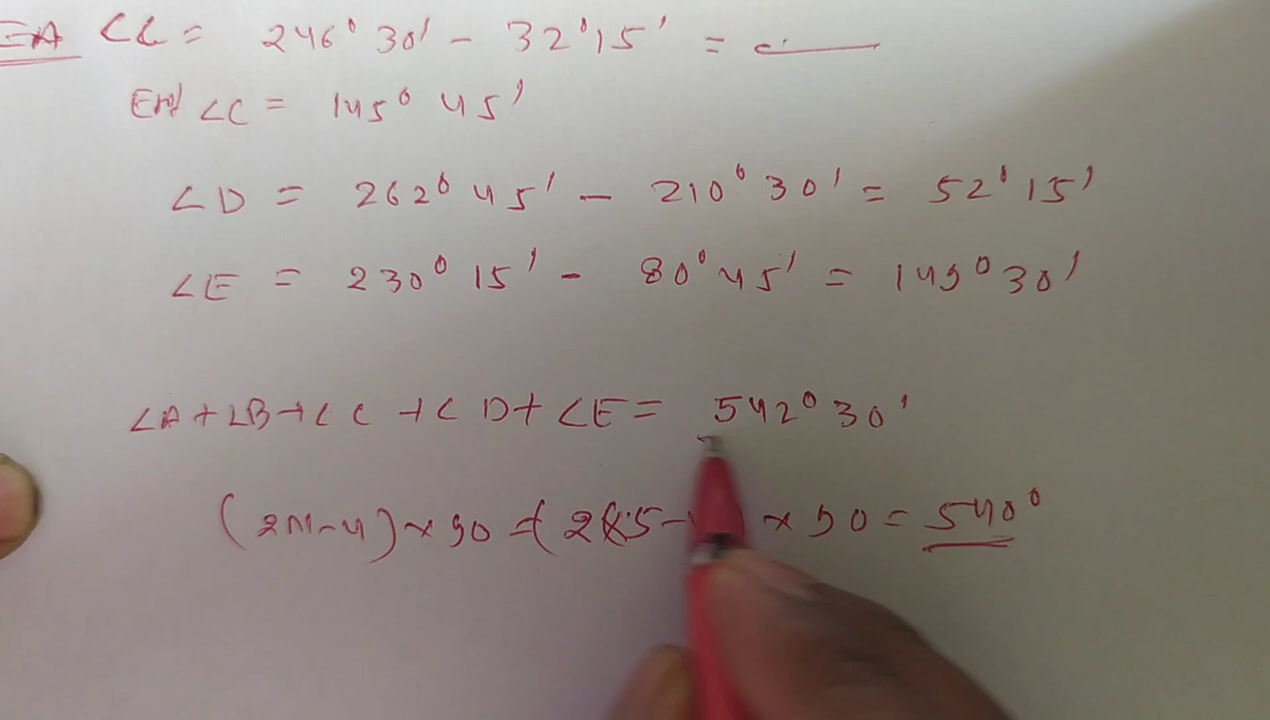 EA ∠C = 246° 30' - 32° 15' =
∠C = 145° 45'
∠D = 262° 45' - 210° 30' = 52° 15'
∠E = 230° 15' - 80° 45' = 149° 30'
∠A + ∠B + ∠C + ∠D + ∠E = 542° 30'
(2N-4) × 90 = (2×5- ) × 90 = 540°